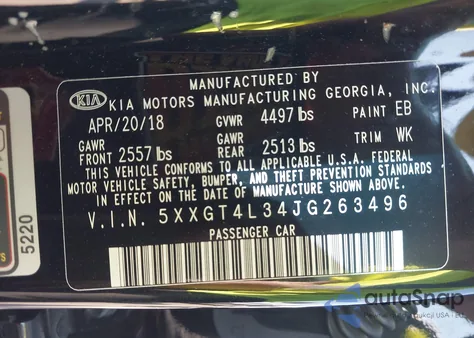 MANUFACTURED BY
KIA KIA MOTORS MANUFACTURING GEORGIA, INC.
APR/20/18 GVWR 4497 lbs PAINT EB
GAWR GAWR
FRONT 2557 lbs REAR 2513 lbs TRIM WK
THIS VEHICLE CONFORMS TO ALL APPLICABLE U.S.A. FEDERAL
MOTOR VEHICLE SAFETY, BUMPER, AND THEFT PREVENTION STANDARDS
IN EFFECT ON THE DATE OF MANUFACTURE SHOWN ABOVE.
V.I.N. 5XXGT4L34JG263496
PASSENGER CAR
5220
autoSnap